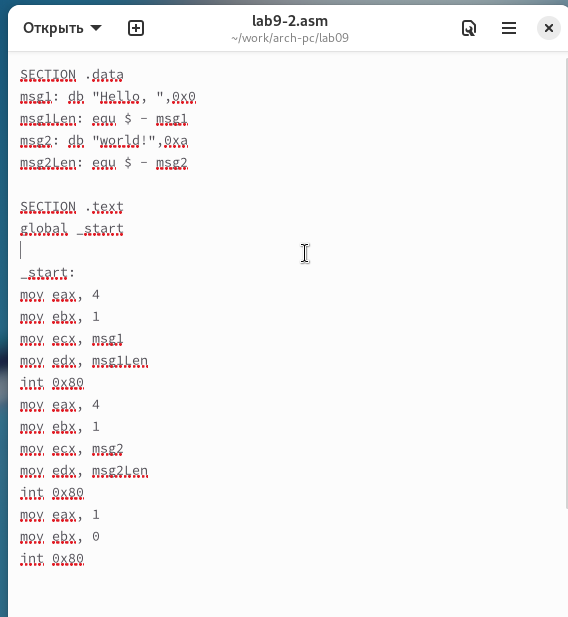 Открыть
lab9-2.asm
~/work/arch-pc/lab09
SECTION .data
msg1: db "Hello, ",0x0
msg1Len: equ $ - msg1
msg2: db "world!",0xa
msg2Len: equ $ - msg2
SECTION .text
global _start
_start:
mov eax, 4
mov ebx, 1
mov ecx, msg1
mov edx, msg1Len
int 0x80
mov eax, 4
mov ebx, 1
mov ecx, msg2
mov edx, msg2Len
int 0x80
mov eax, 1
mov ebx, 0
int 0x80